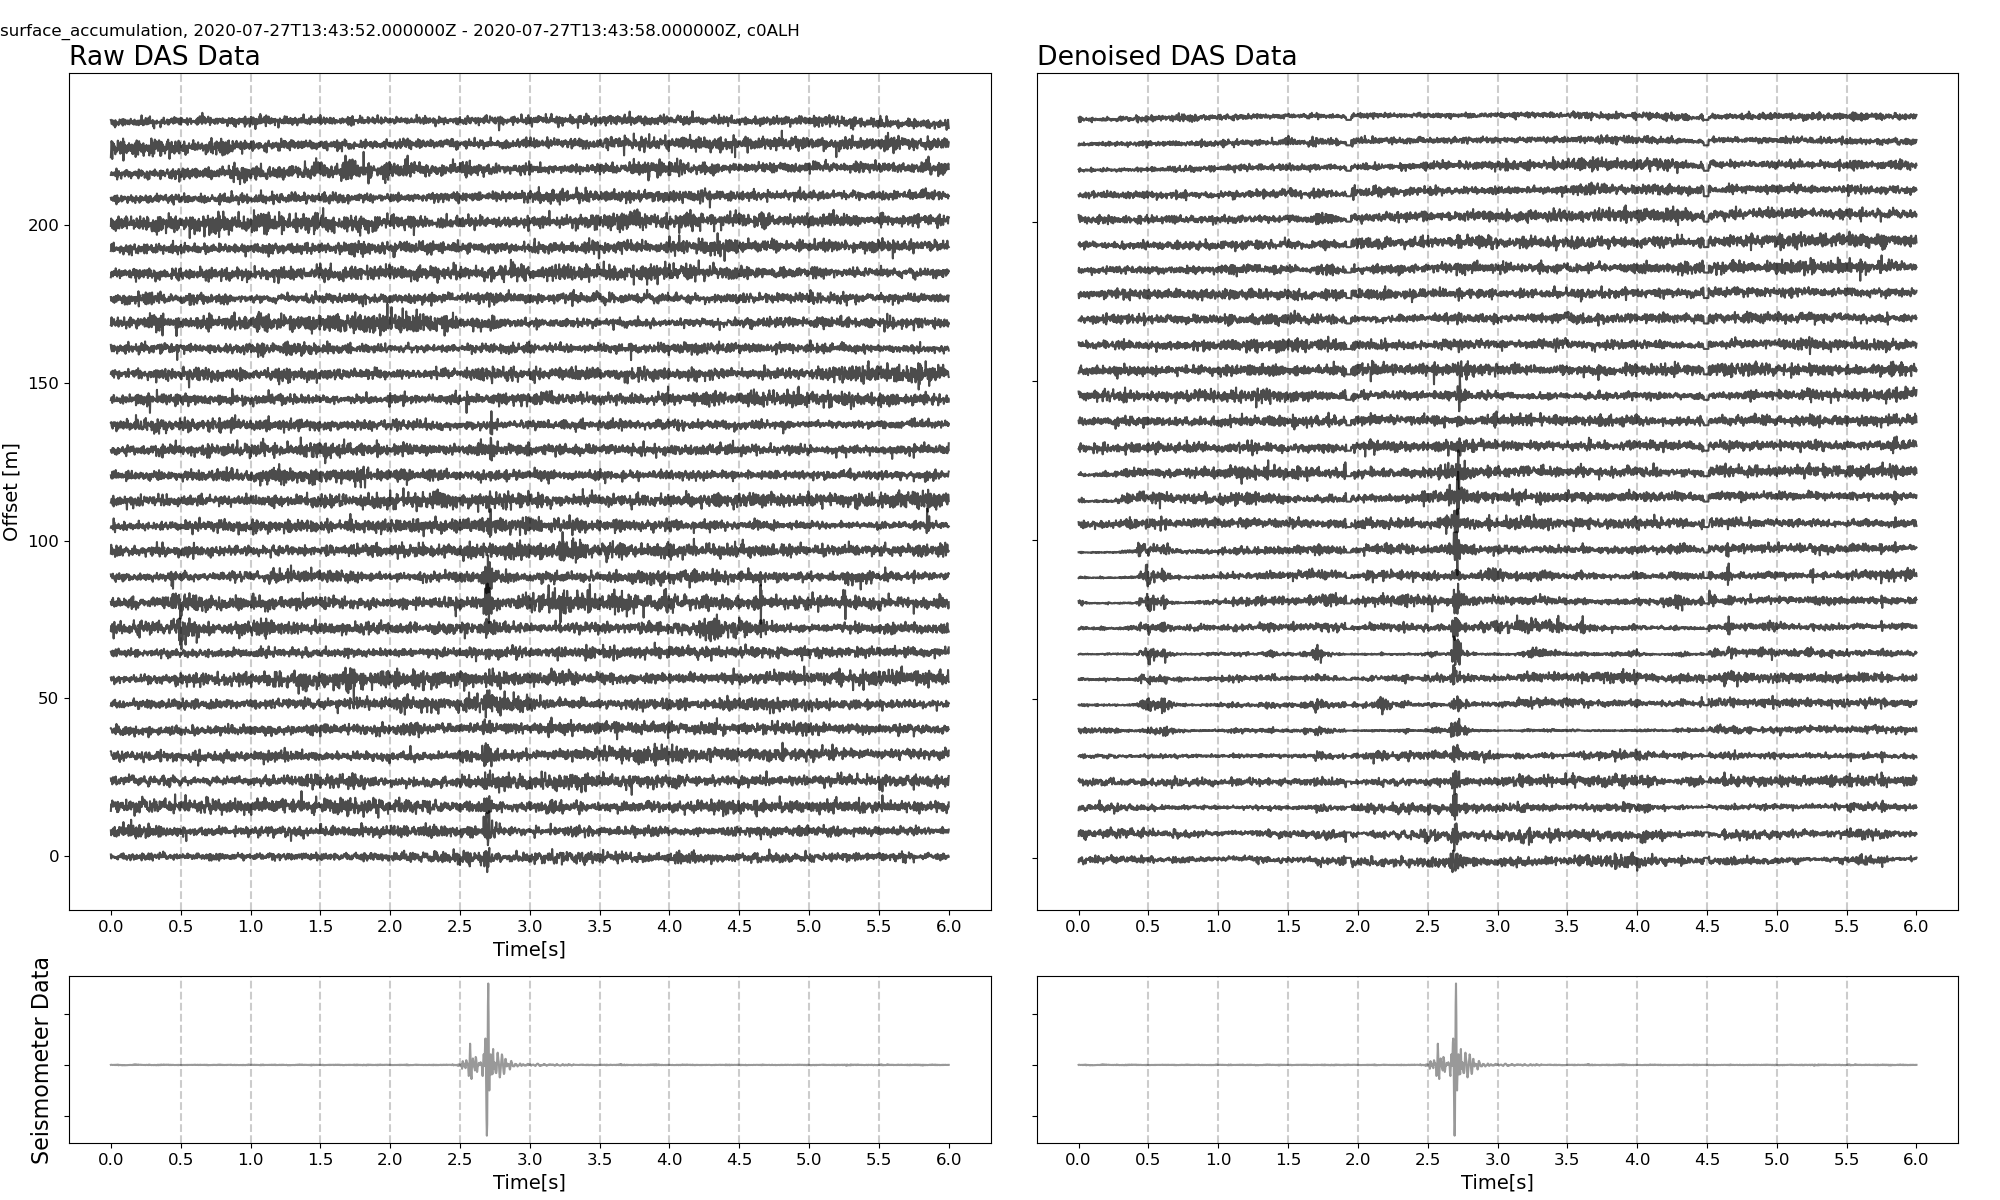 surface_accumulation, 2020-07-27T13:43:52.000000Z - 2020-07-27T13:43:58.000000Z, c0ALH
Raw DAS Data
Denoised DAS Data
Offset [m]
200
150
100
50
0
0.0 0.5 1.0 1.5 2.0 2.5 3.0 3.5 4.0 4.5 5.0 5.5 6.0
Time[s]
0.0 0.5 1.0 1.5 2.0 2.5 3.0 3.5 4.0 4.5 5.0 5.5 6.0
Seismometer Data
0.0 0.5 1.0 1.5 2.0 2.5 3.0 3.5 4.0 4.5 5.0 5.5 6.0
Time[s]
0.0 0.5 1.0 1.5 2.0 2.5 3.0 3.5 4.0 4.5 5.0 5.5 6.0
Time[s]